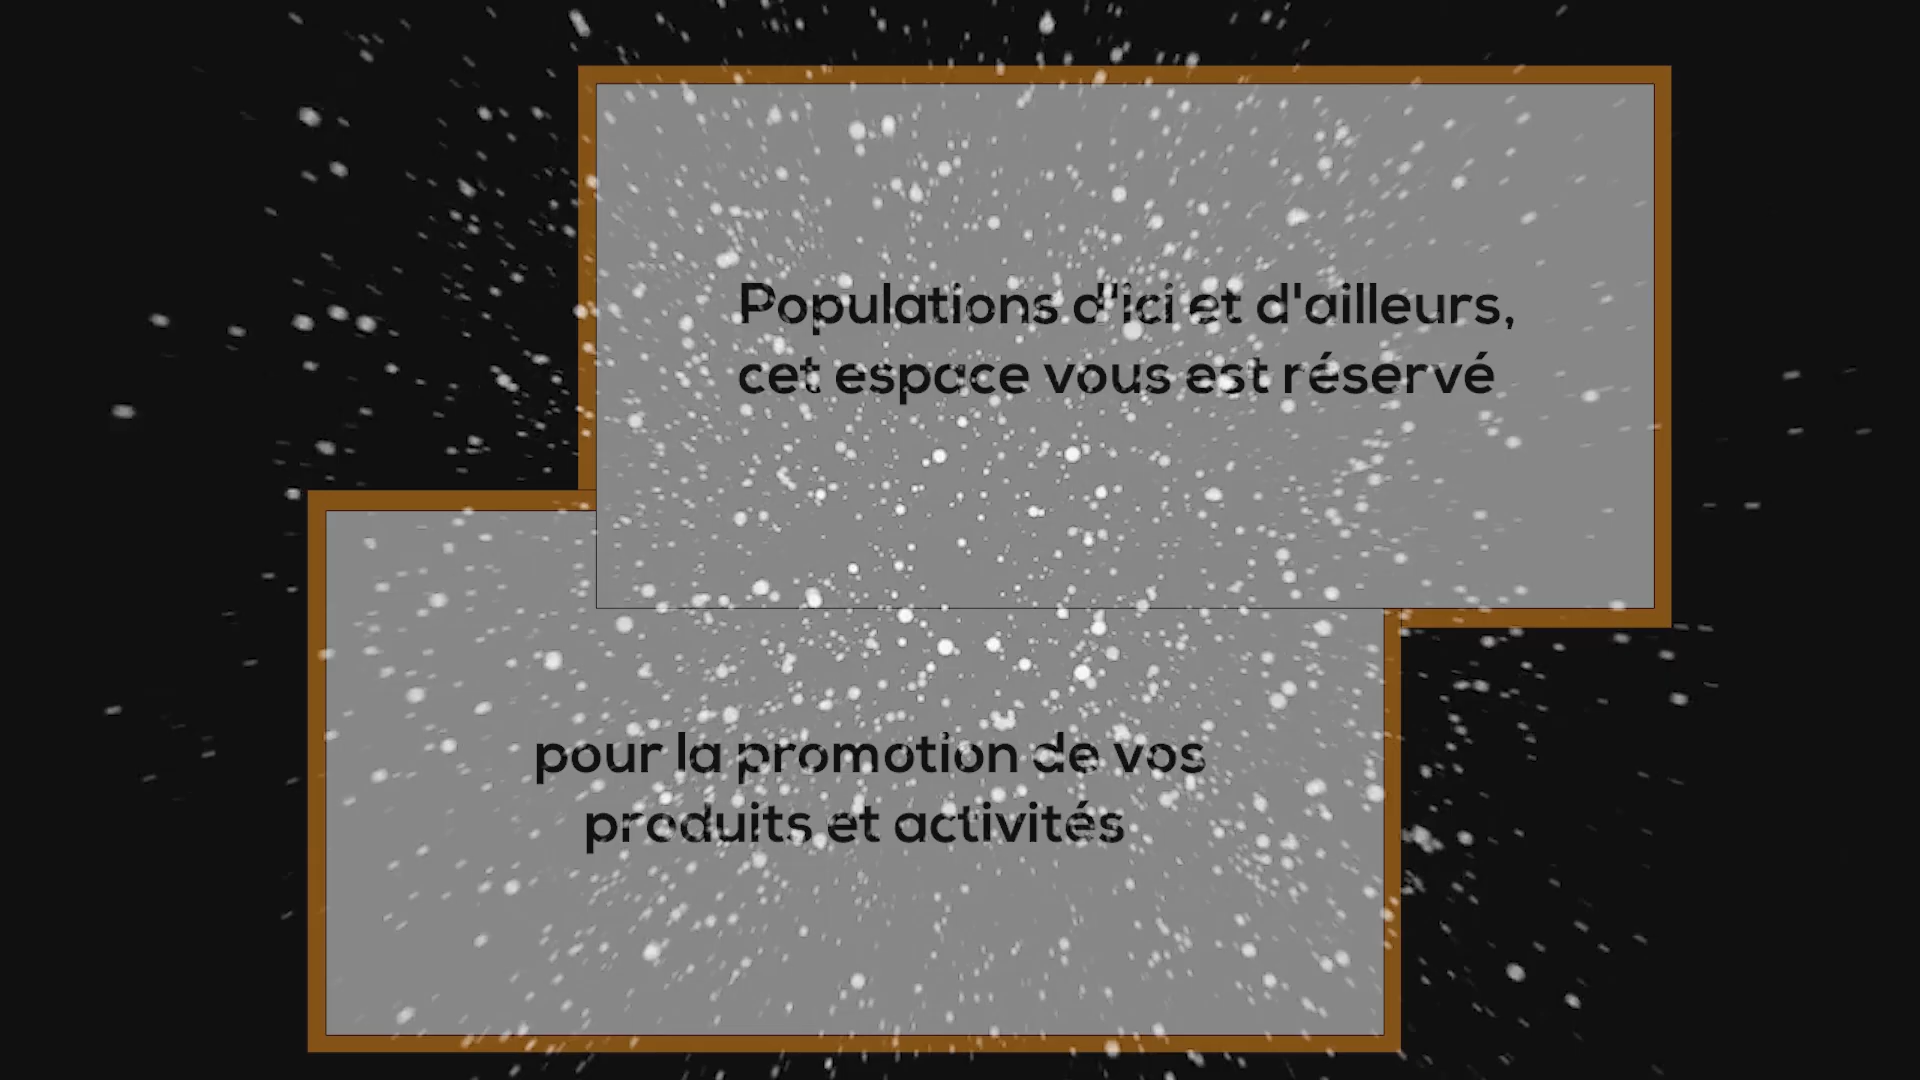 Populations d'ici et d'ailleurs,
cet espace vous est réservé
pour la promotion de vos
produits et activités